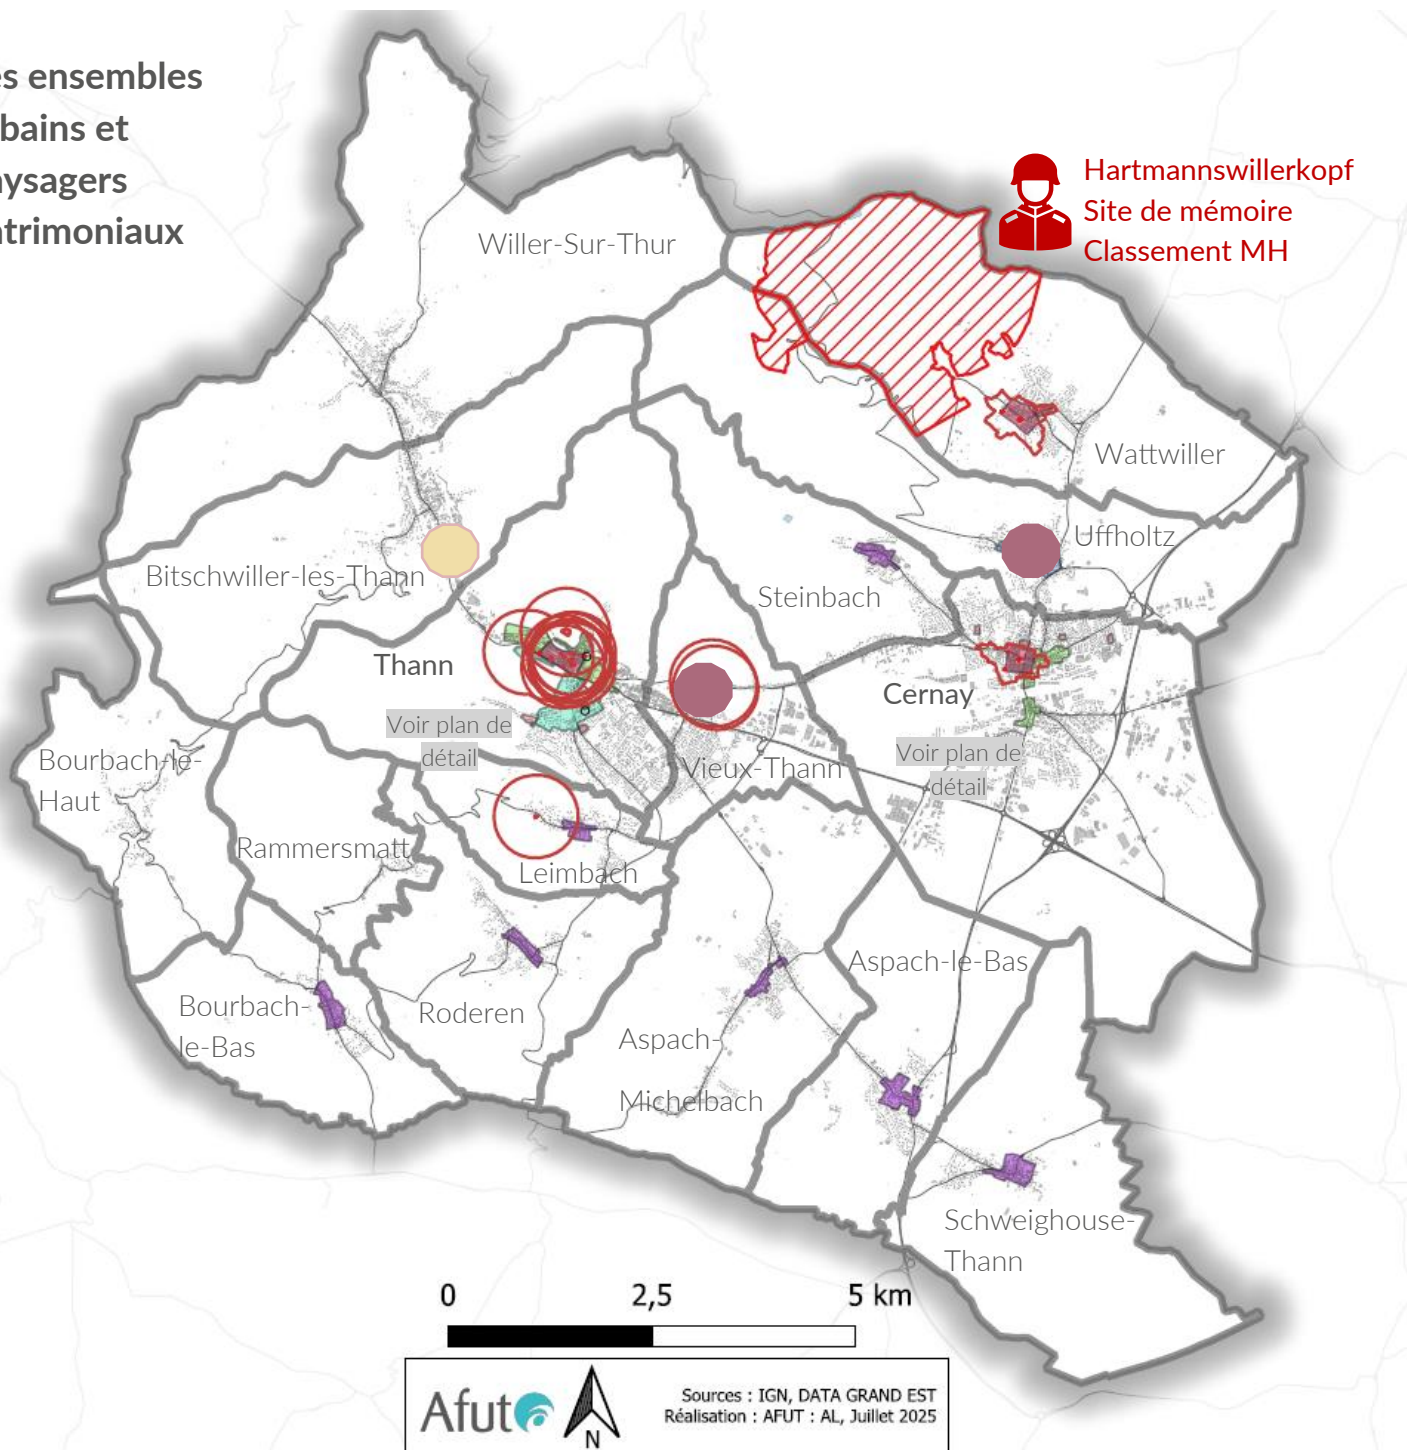 es ensembles
bains et
ysagers
trimoniaux
Hartmannswillerkopf
Site de mémoire
Classement MH
Willer-Sur-Thur
Wattwiller
Uffholtz
Bitschwiller-les-Thann
Steinbach
Thann
Cernay
Voir plan de
détail
Voir plan de
détail
Bourbach-le-
Haut
Vieux-Thann
Rammersmatt
Leimbach
Aspach-le-Bas
Bourbach-
le-Bas
Roderen
Aspach-
Michelbach
Schweighouse-
Thann
0 2,5 5 km
Afut
N
Sources : IGN, DATA GRAND EST
Réalisation : AFUT : AL, Juillet 2025